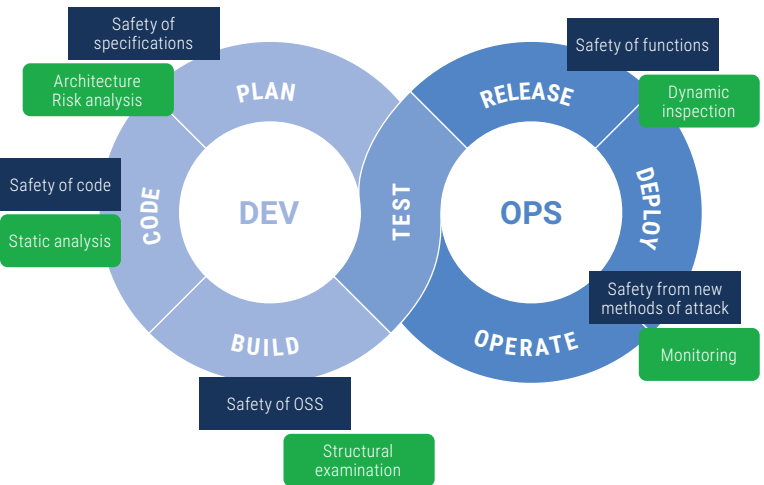 Safety of
specifications
Architecture
Risk analysis
PLAN
Safety of code
Static analysis
CODE
DEV
BUILD
Safety of OSS
Structural
examination
TEST
Safety of functions
Dynamic
inspection
RELEASE
DEPLOY
OPS
Safety from new
methods of attack
Monitoring
OPERATE